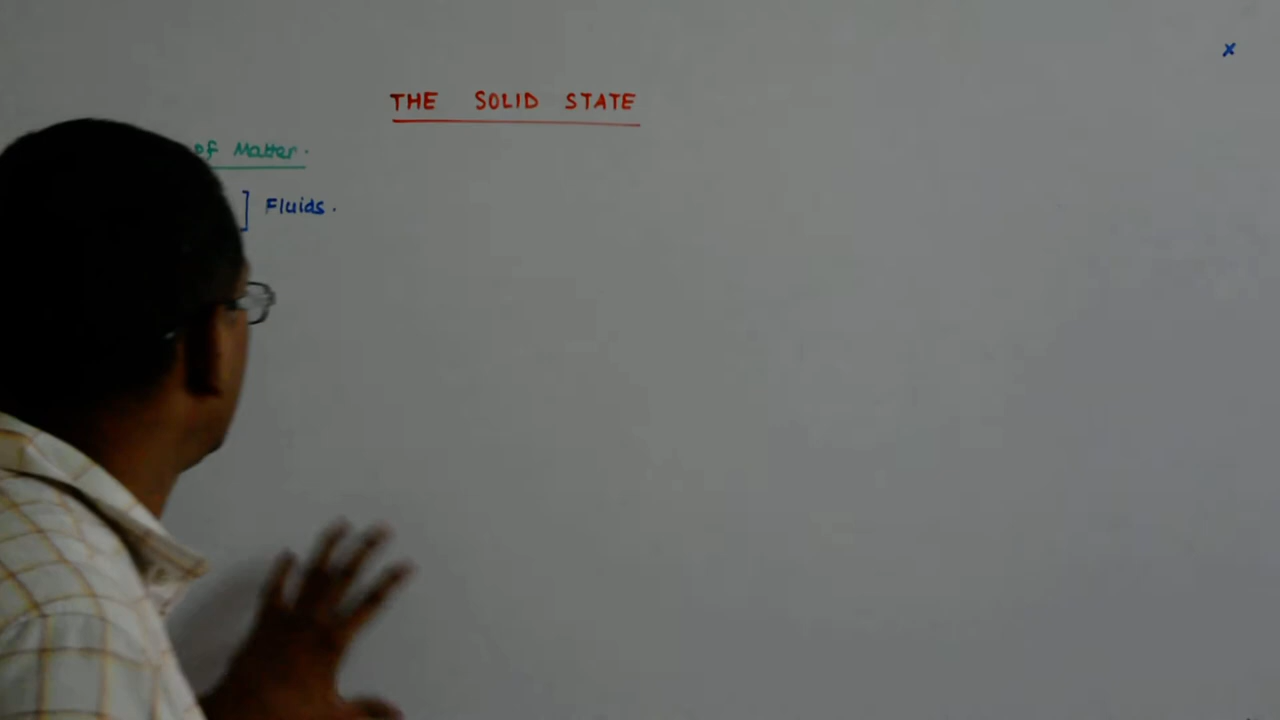 x
THE SOLID STATE
of Matter.
] Fluids.